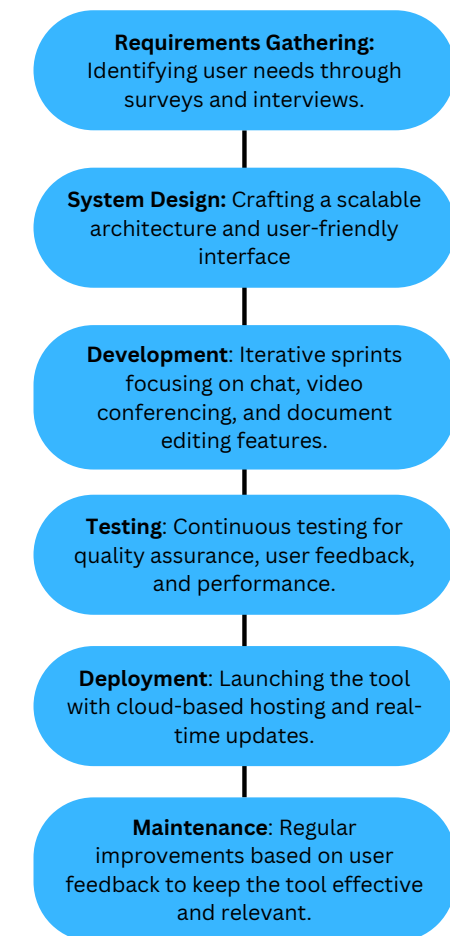 Requirements Gathering:
Identifying user needs through
surveys and interviews.
System Design: Crafting a scalable
architecture and user-friendly
interface
Development: Iterative sprints
focusing on chat, video
conferencing, and document
editing features.
Testing: Continuous testing for
quality assurance, user feedback,
and performance.
Deployment: Launching the tool
with cloud-based hosting and real-
time updates.
Maintenance: Regular
improvements based on user
feedback to keep the tool effective
and relevant.